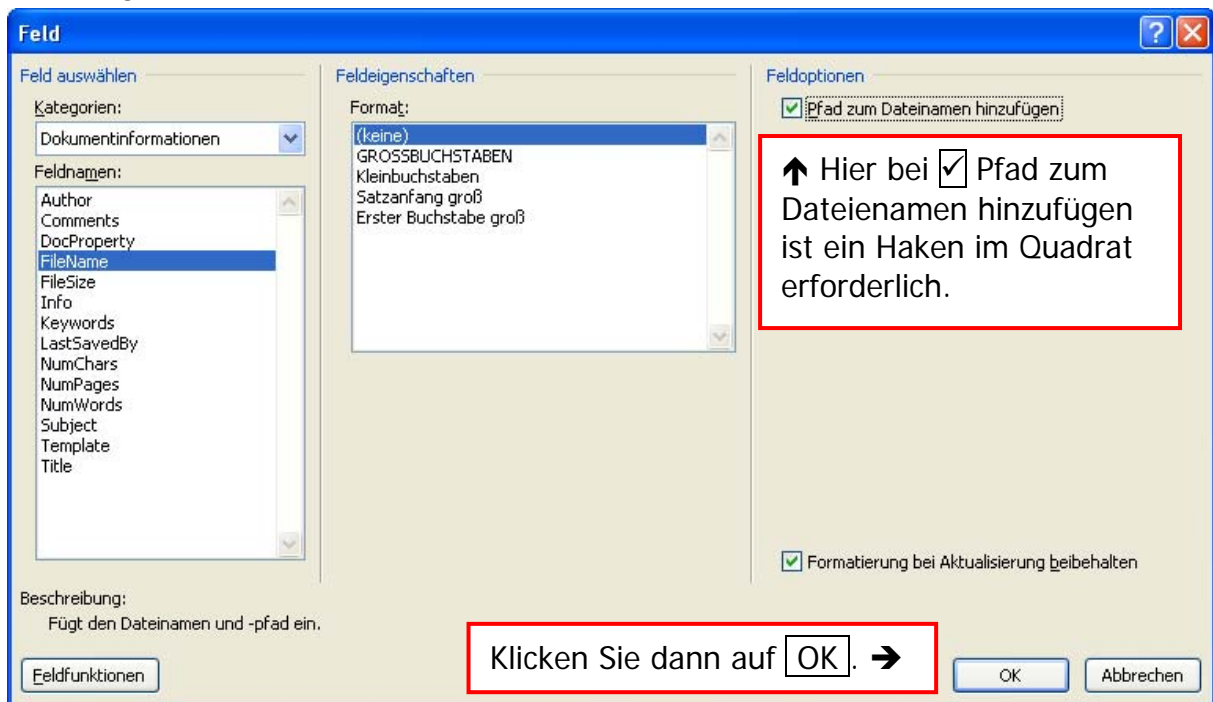 Feld
Feld auswählen
Kategorien:
Dokumentinformationen
Feldnamen:
Author
Comments
DocProperty
FileName
FileSize
Info
Keywords
LastSavedBy
NumChars
NumPages
NumWords
Subject
Template
Title
Feldeigenschaften
Format:
(keine)
GROSSBUCHSTABEN
Kleinbuchstaben
Satzanfang groß
Erster Buchstabe groß
Feldoptionen
Pfad zum Dateinamen hinzufügen
↑ Hier bei ✓ Pfad zum
Dateienamen hinzufügen
ist ein Haken im Quadrat
erforderlich.
Formatierung bei Aktualisierung beibehalten
Beschreibung:
Fügt den Dateinamen und -pfad ein.
Klicken Sie dann auf OK. →
Feldfunktionen
OK
Abbrechen